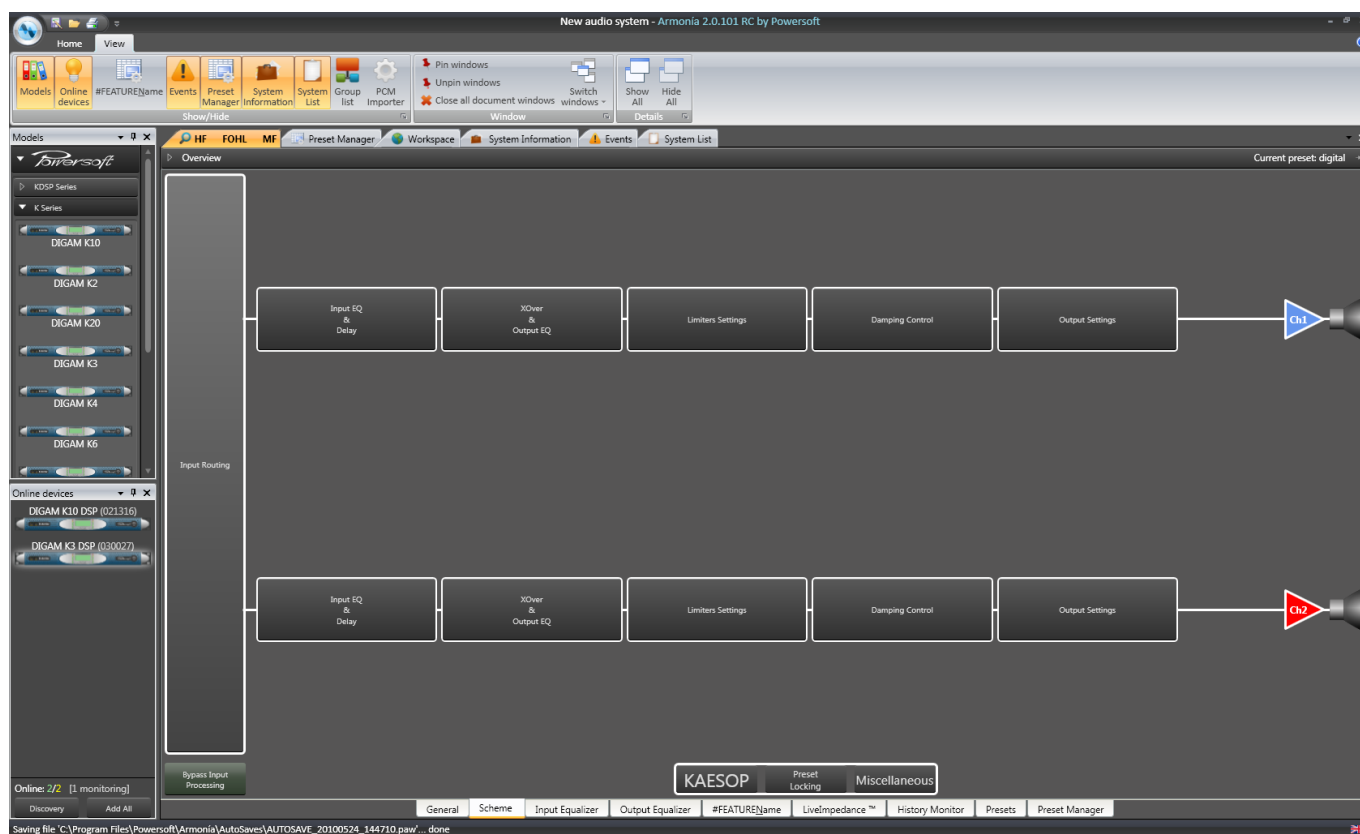 New audio system - Armonía 2.0.101 RC by Powersoft
Home View
Models
Online devices
#FEATUREName
Events
Preset Manager
System Information
System List
Group list
PCM Importer
Show/Hide
Pin windows
Unpin windows
Close all document windows
Switch windows
Window
Show All
Hide All
Details
Models
HF FOHL MF
Preset Manager
Workspace
System Information
Events
System List
Powersoft
Overview
Current preset: digital
KDSP Series
K Series
DIGAM K10
DIGAM K2
DIGAM K20
DIGAM K3
DIGAM K4
DIGAM K6
Input Routing
Input EQ
&
Delay
XOver
&
Output EQ
Limiters Settings
Damping Control
Output Settings
Ch1
Input EQ
&
Delay
XOver
&
Output EQ
Limiters Settings
Damping Control
Output Settings
Ch2
Online devices
DIGAM K10 DSP (021316)
DIGAM K3 DSP (030027)
Bypass Input
Processing
KAESOP
Preset
Locking
Miscellaneous
Online: 2/2 [1 monitoring]
Discovery
Add All
General
Scheme
Input Equalizer
Output Equalizer
#FEATUREName
LiveImpedance ™
History Monitor
Presets
Preset Manager
Saving file 'C:\Program Files\Powersoft\Armonía\AutoSaves\AUTOSAVE_20100524_144710.paw'... done